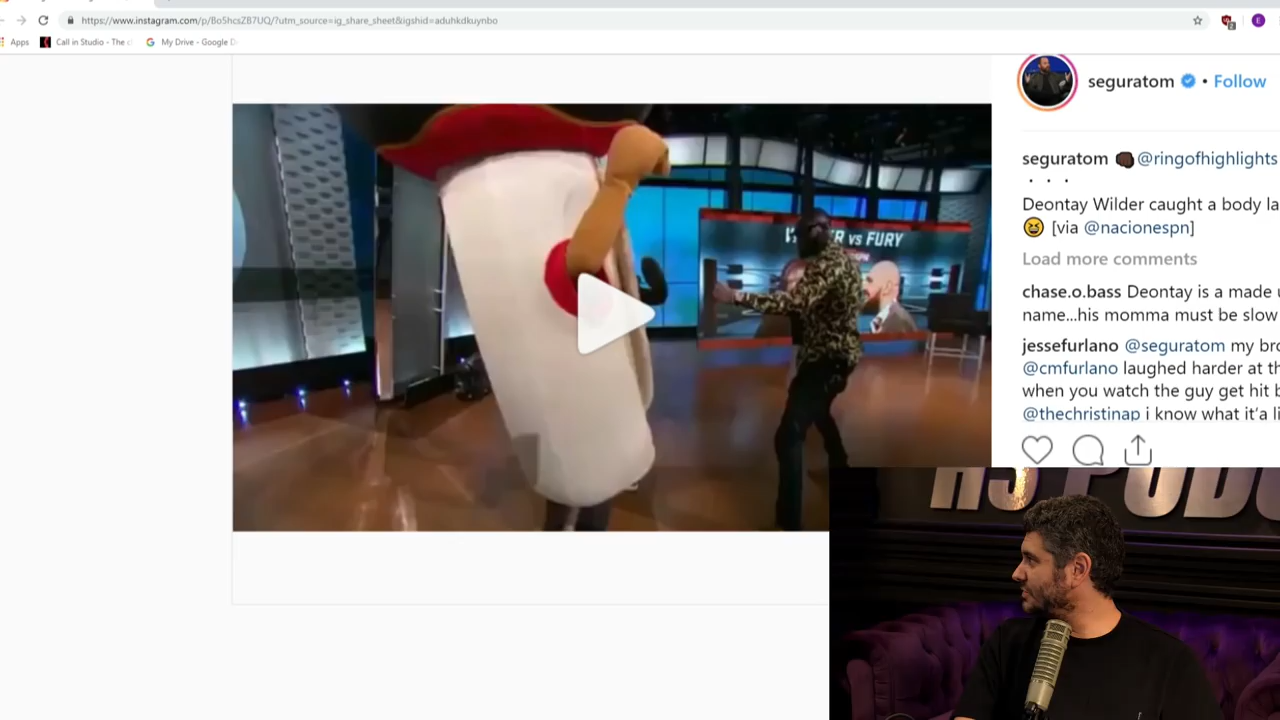 https://www.instagram.com/p/Bo5hcsZB7UQ/?utm_source=ig_share_sheet&igshid=aduhkdkuynbo
Apps Call in Studio - The c My Drive - Google D
seguratom • Follow
seguratom @ringofhighlights
. . .
Deontay Wilder caught a body la
[via @nacionespn]
Load more comments
chase.o.bass Deontay is a made u
name...his momma must be slow
jessefurlano @seguratom my bro
@cmfurlano laughed harder at th
when you watch the guy get hit b
@thechristinap i know what it'a li
VS FURY
H3 PODC